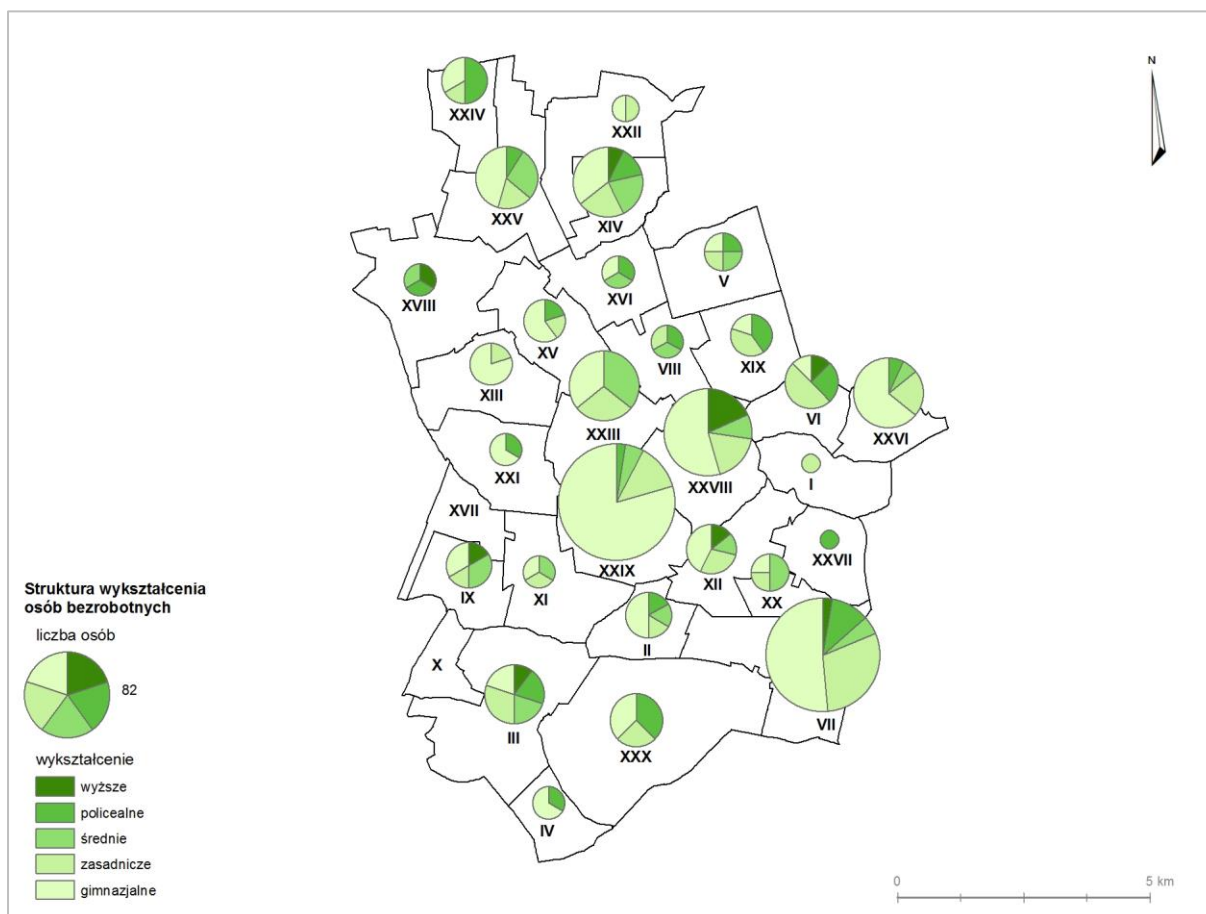 N
XXIV
XXII
XXV
XIV
V
XVIII
XVI
XV
VIII
XIX
XIII
VI
XXIII
XXVI
XXI
XXVIII
I
XVII
XXIX
XII
XXVII
IX
XI
XX
II
X
III
VII
XXX
IV
Struktura wykształcenia
osób bezrobotnych
liczba osób
82
wykształcenie
wyższe
policealne
średnie
zasadnicze
gimnazjalne
0
5 km